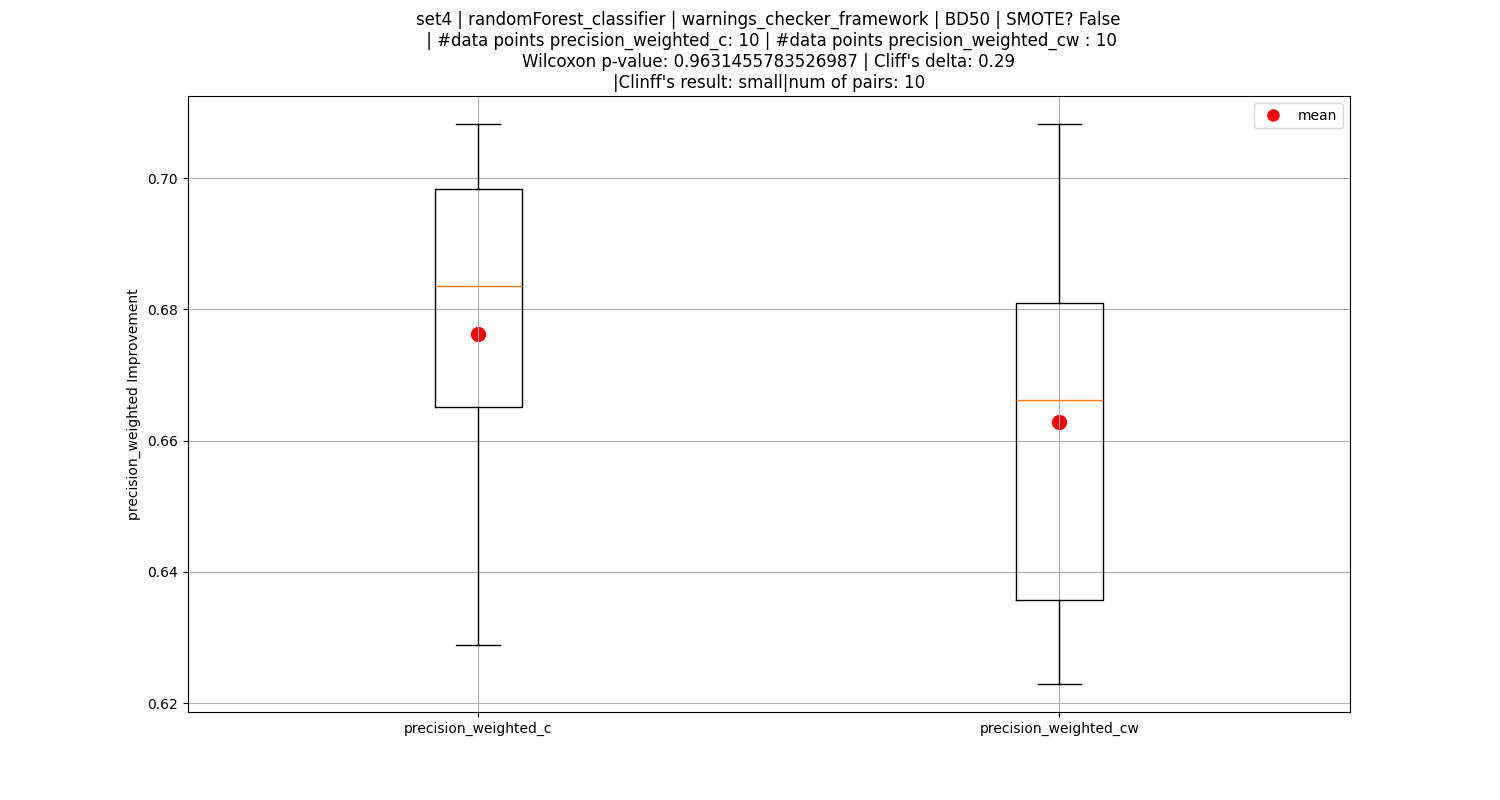 set4 | randomForest_classifier | warnings_checker_framework | BD50 | SMOTE? False
| #data points precision_weighted_c: 10 | #data points precision_weighted_cw : 10
Wilcoxon p-value: 0.9631455783526987 | Cliff's delta: 0.29
|Clinff's result: small|num of pairs: 10
mean
precision_weighted Improvement
0.70
0.68
0.66
0.64
0.62
precision_weighted_c
precision_weighted_cw